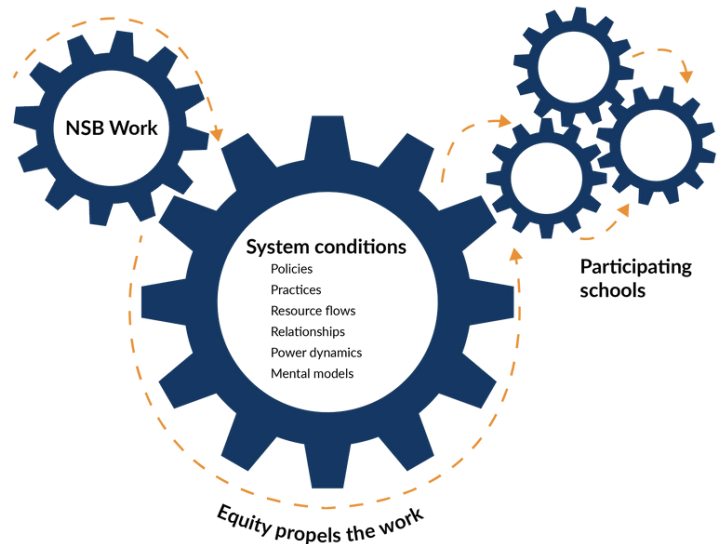 NSB Work
System conditions
Policies
Practices
Resource flows
Relationships
Power dynamics
Mental models
Participating
schools
Equity propels the work